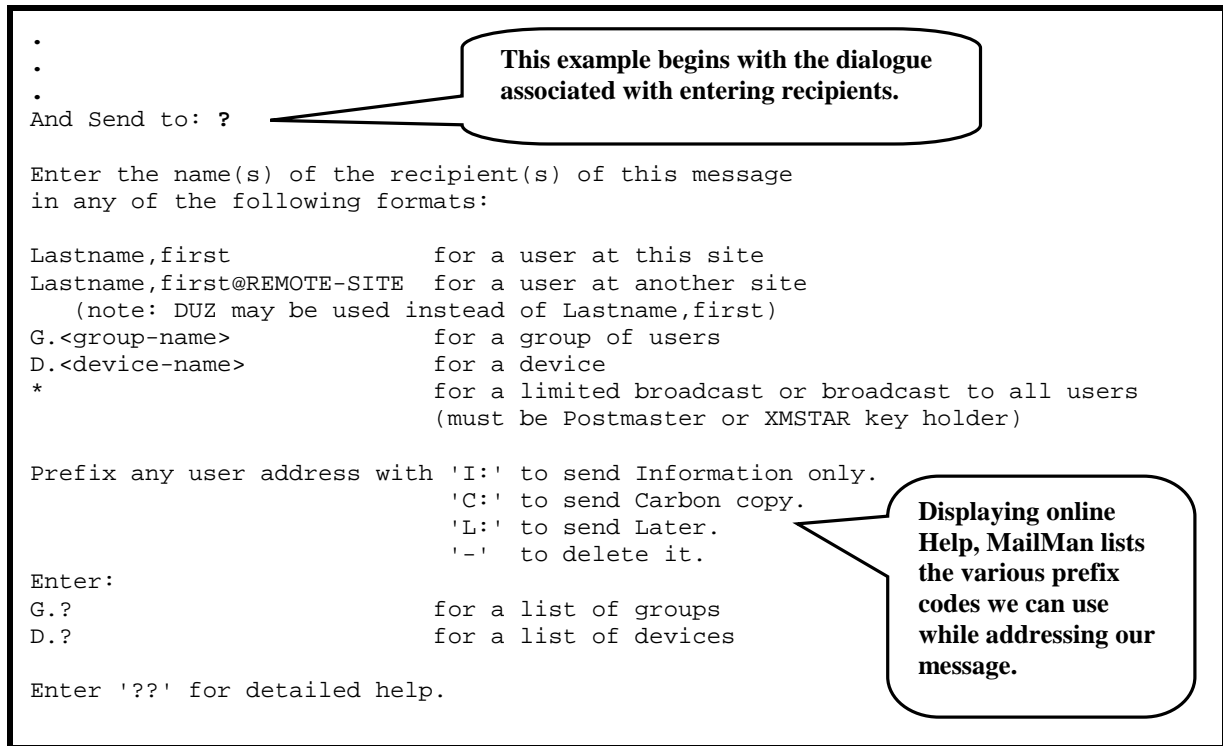 .
.
.
This example begins with the dialogue
associated with entering recipients.
And Send to: ?
Enter the name(s) of the recipient(s) of this message
in any of the following formats:
Lastname,first for a user at this site
Lastname,first@REMOTE-SITE for a user at another site
(note: DUZ may be used instead of Lastname,first)
G.<group-name> for a group of users
D.<device-name> for a device
* for a limited broadcast or broadcast to all users
(must be Postmaster or XMSTAR key holder)
Prefix any user address with 'I:' to send Information only.
'C:' to send Carbon copy.
'L:' to send Later.
'-' to delete it.
Displaying online
Help, MailMan lists
the various prefix
codes we can use
while addressing our
message.
Enter:
G.? for a list of groups
D.? for a list of devices
Enter '??' for detailed help.